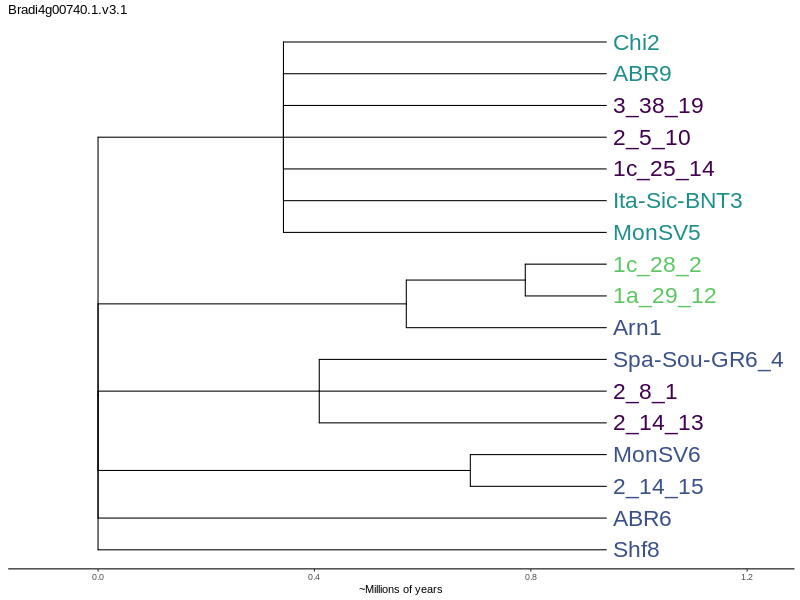 Bradi4g00740.1.v3.1
Chi2
ABR9
3_38_19
2_5_10
1c_25_14
Ita-Sic-BNT3
MonSV5
1c_28_2
1a_29_12
Arn1
Spa-Sou-GR6_4
2_8_1
2_14_13
MonSV6
2_14_15
ABR6
Shf8
0.0 0.4 0.8 1.2
~Millions of years